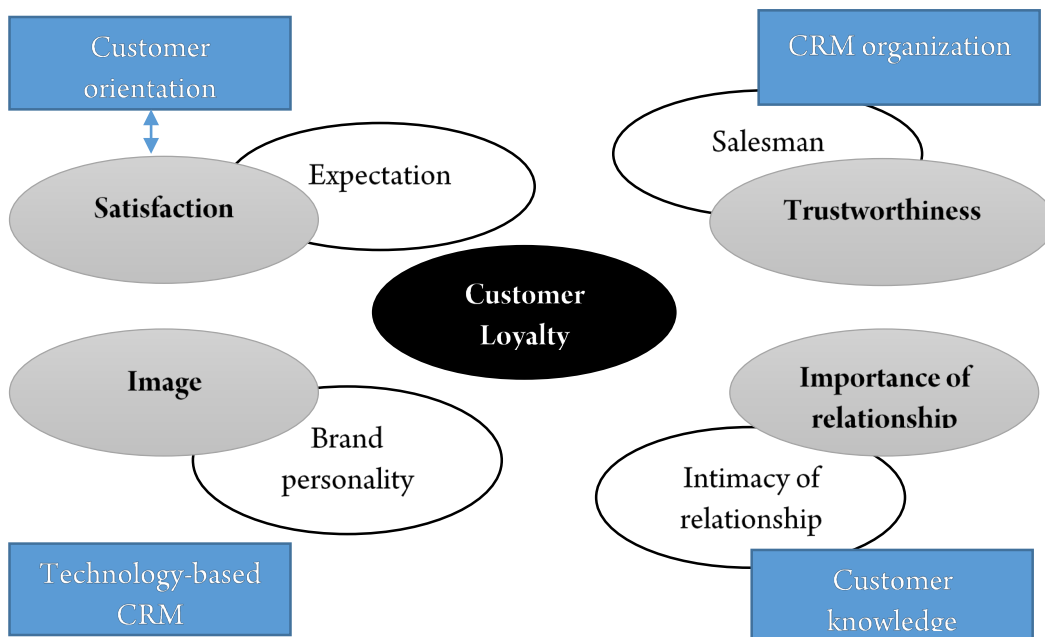 Customer
orientation
CRM organization
Salesman
Expectation
Satisfaction
Trustworthiness
Customer
Loyalty
Image
Importance of
relationship
Brand
personality
Intimacy of
relationship
Technology-based
CRM
Customer
knowledge